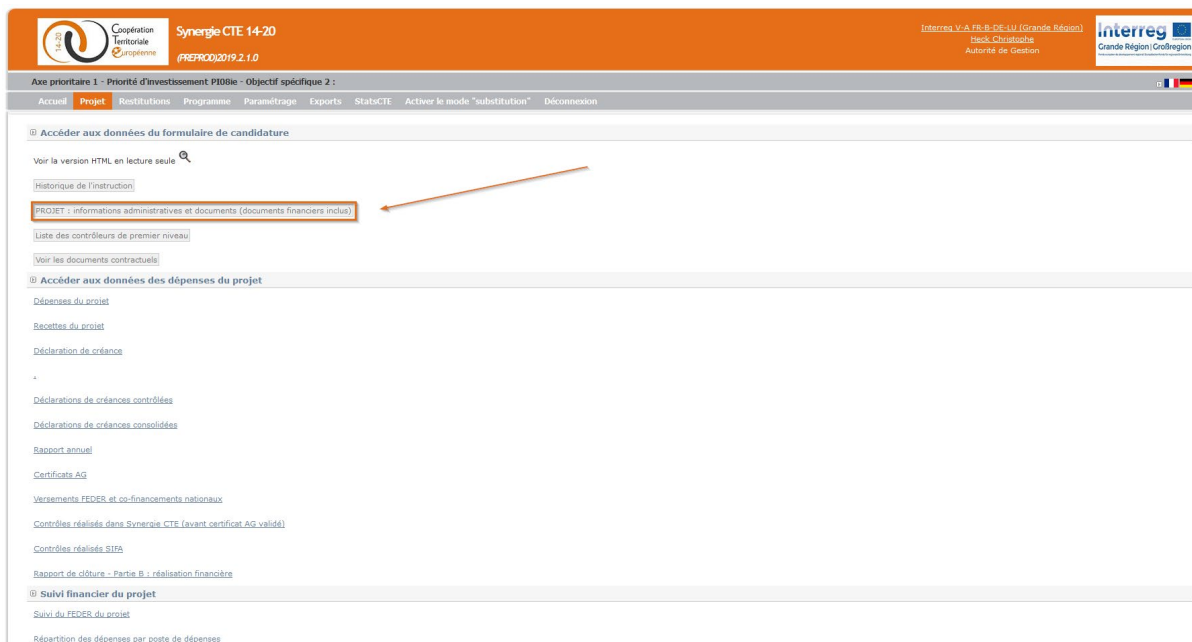 14-20
Coopération
Territoriale
Européenne
Synergie CTE 14-20
(PREPROD)2019.2.1.0
Interreg V-A FR-B-DE-LU (Grande Région)
Heck Christophe
Autorité de Gestion
Interreg
Grande Région | Großregion
Axe prioritaire 1 - Priorité d'investissement PI08ie - Objectif spécifique 2 :
Accueil Projet Restitutions Programme Paramétrage Exports StatsCTE Activer le mode "substitution" Déconnexion
Accéder aux données du formulaire de candidature
Voir la version HTML en lecture seule
Historique de l'instruction
PROJET : informations administratives et documents (documents financiers inclus)
Liste des contrôleurs de premier niveau
Voir les documents contractuels
Accéder aux données des dépenses du projet
Dépenses du projet
Recettes du projet
Déclaration de créance
.
Déclarations de créances contrôlées
Déclarations de créances consolidées
Rapport annuel
Certificats AG
Versements FEDER et co-financements nationaux
Contrôles réalisés dans Synergie CTE (avant certificat AG validé)
Contrôles réalisés SIFA
Rapport de clôture - Partie B : réalisation financière
Suivi financier du projet
Suivi du FEDER du projet
Répartition des dépenses par poste de dépenses